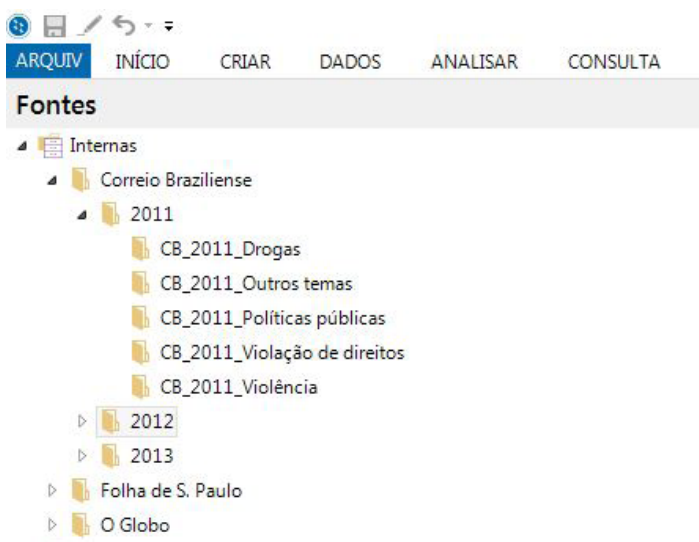 ARQUIV INÍCIO CRIAR DADOS ANALISAR CONSULTA
Fontes
Internas
Correio Braziliense
2011
CB_2011_Drogas
CB_2011_Outros temas
CB_2011_Políticas públicas
CB_2011_Violação de direitos
CB_2011_Violência
2012
2013
Folha de S. Paulo
O Globo